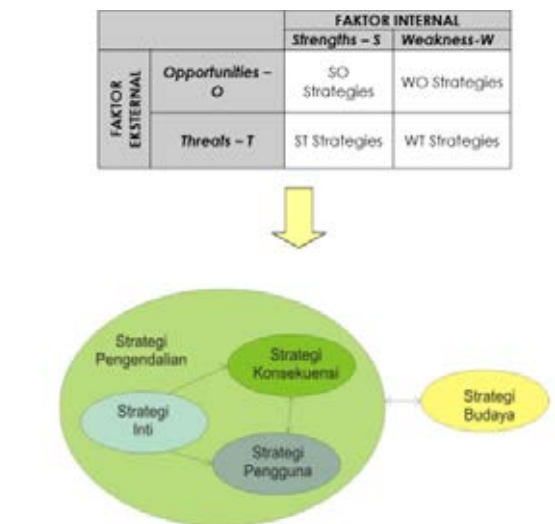 FAKTOR INTERNAL
Strengths – S Weakness-W
FAKTOR
EKSTERNAL
Opportunities –
O
SO
Strategies
WO Strategies
Threats – T
ST Strategies
WT Strategies
Strategi
Pengendalian
Strategi
Konsekuensi
Strategi
Inti
Strategi
Pengguna
Strategi
Budaya